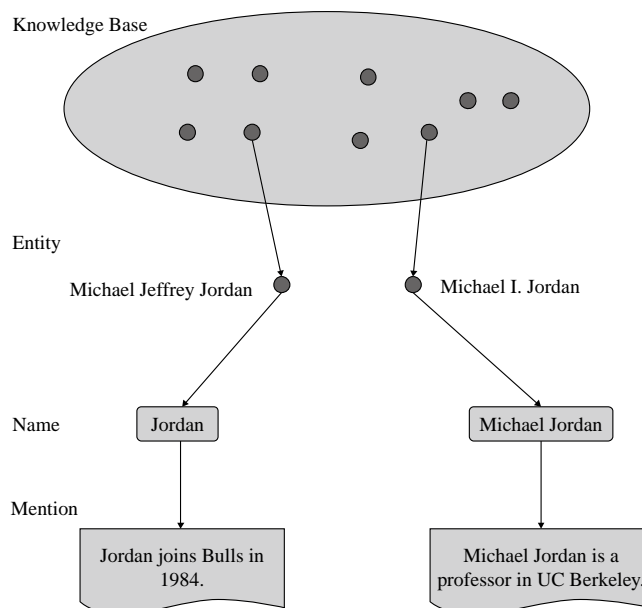 Knowledge Base
Entity
Michael Jeffrey Jordan
Michael I. Jordan
Name
Jordan
Michael Jordan
Mention
Jordan joins Bulls in
1984.
Michael Jordan is a
professor in UC Berkeley.